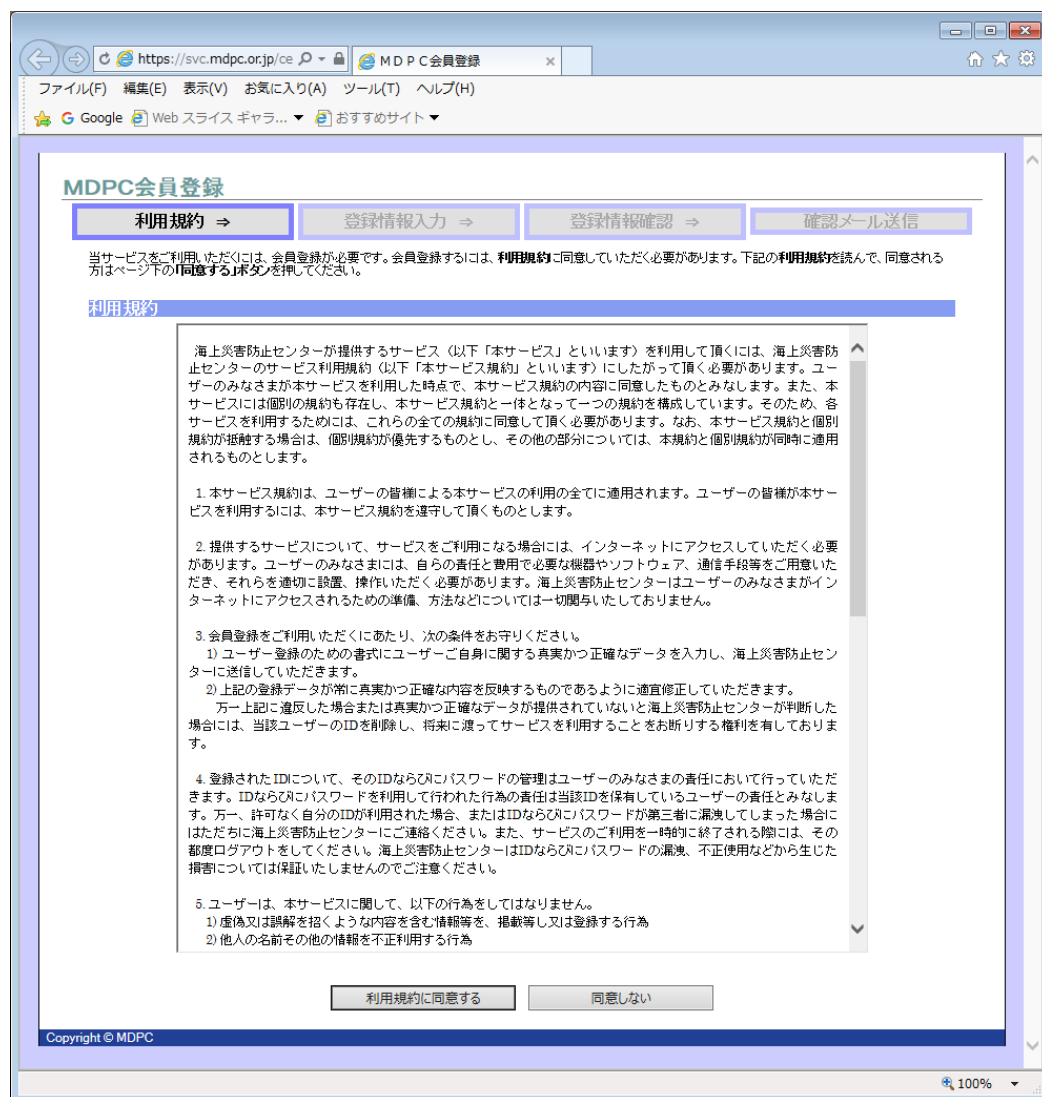 https://svc.mdpc.or.jp/ce
ＭＤＰＣ会員登録
ファイル(F) 編集(E) 表示(V) お気に入り(A) ツール(T) ヘルプ(H)
Google Web スライス ギャラ... ▼ おすすめサイト ▼
MDPC会員登録
利用規約 ⇒ 登録情報入力 ⇒ 登録情報確認 ⇒ 確認メール送信
当サービスをご利用いただくには、会員登録が必要です。会員登録するには、利用規約に同意していただく必要があります。下記の利用規約を読んで、同意される
方はページ下の「同意する」ボタンを押してください。
利用規約
海上災害防止センターが提供するサービス（以下「本サービス」といいます）を利用して頂くには、海上災害防
止センターのサービス利用規約（以下「本サービス規約」といいます）にしたがって頂く必要があります。ユー
ザーのみなさまが本サービスを利用した時点で、本サービス規約の内容に同意したものとみなします。また、本
サービスには個別の規約も存在し、本サービス規約と一体となって一つの規約を構成しています。そのため、各
サービスを利用するためには、これらの全ての規約に同意して頂く必要があります。なお、本サービス規約と個別
規約が抵触する場合は、個別規約が優先するものとし、その他の部分については、本規約と個別規約が同時に適用
されるものとします。
1. 本サービス規約は、ユーザーの皆様による本サービスの利用の全てに適用されます。ユーザーの皆様が本サー
ビスを利用するには、本サービス規約を遵守して頂くものとします。
2. 提供するサービスについて、サービスをご利用になる場合には、インターネットにアクセスしていただく必要
があります。ユーザーのみなさまには、自らの責任と費用で必要な機器やソフトウェア、通信手段等をご用意いた
だき、それらを適切に設置、操作いただく必要があります。海上災害防止センターはユーザーのみなさまがイン
ターネットにアクセスされるための準備、方法などについては一切関与いたしておりません。
3. 会員登録をご利用いただくにあたり、次の条件をお守りください。
1) ユーザー登録のための書式にユーザーご自身に関する真実かつ正確なデータを入力し、海上災害防止セン
ターに送信していただきます。
2) 上記の登録データが常に真実かつ正確な内容を反映するものであるように適宜修正していただきます。
万一上記に違反した場合または真実かつ正確なデータが提供されていないと海上災害防止センターが判断した
場合には、当該ユーザーのIDを削除し、将来に渡ってサービスを利用することをお断りする権利を有しておりま
す。
4. 登録されたIDについて、そのIDならびにパスワードの管理はユーザーのみなさまの責任において行っていただ
きます。IDならびにパスワードを利用して行われた行為の責任は当該IDを保有しているユーザーの責任とみなしま
す。万一、許可なく自分のIDが利用された場合、またはIDならびにパスワードが第三者に漏洩してしまった場合に
はただちに海上災害防止センターにご連絡ください。また、サービスのご利用を一時的に終了される際には、その
都度ログアウトをしてください。海上災害防止センターはIDならびにパスワードの漏洩、不正使用などから生じた
損害については保証いたしませんのでご注意ください。
5. ユーザーは、本サービスに関して、以下の行為をしてはなりません。
1) 虚偽又は誤解を招くような内容を含む情報等を、掲載等し又は登録する行為
2) 他人の名前その他の情報を不正利用する行為
利用規約に同意する 同意しない
Copyright © MDPC
100%